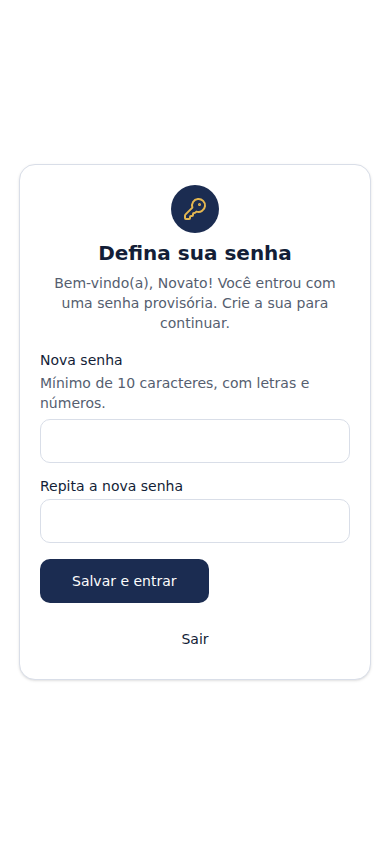 Defina sua senha
Bem-vindo(a), Novato! Você entrou com
uma senha provisória. Crie a sua para
continuar.
Nova senha
Mínimo de 10 caracteres, com letras e
números.
Repita a nova senha
Salvar e entrar
Sair